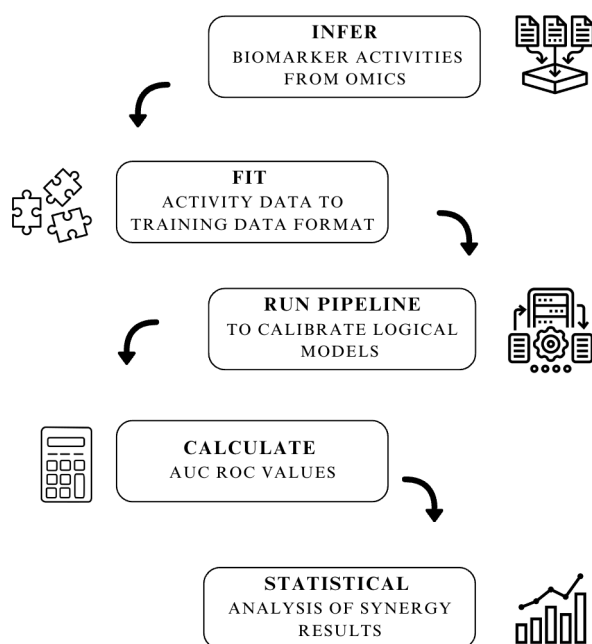 INFER
BIOMARKER ACTIVITIES
FROM OMICS
FIT
ACTIVITY DATA TO
TRAINING DATA FORMAT
RUN PIPELINE
TO CALIBRATE LOGICAL
MODELS
CALCULATE
AUC ROC VALUES
STATISTICAL
ANALYSIS OF SYNERGY
RESULTS